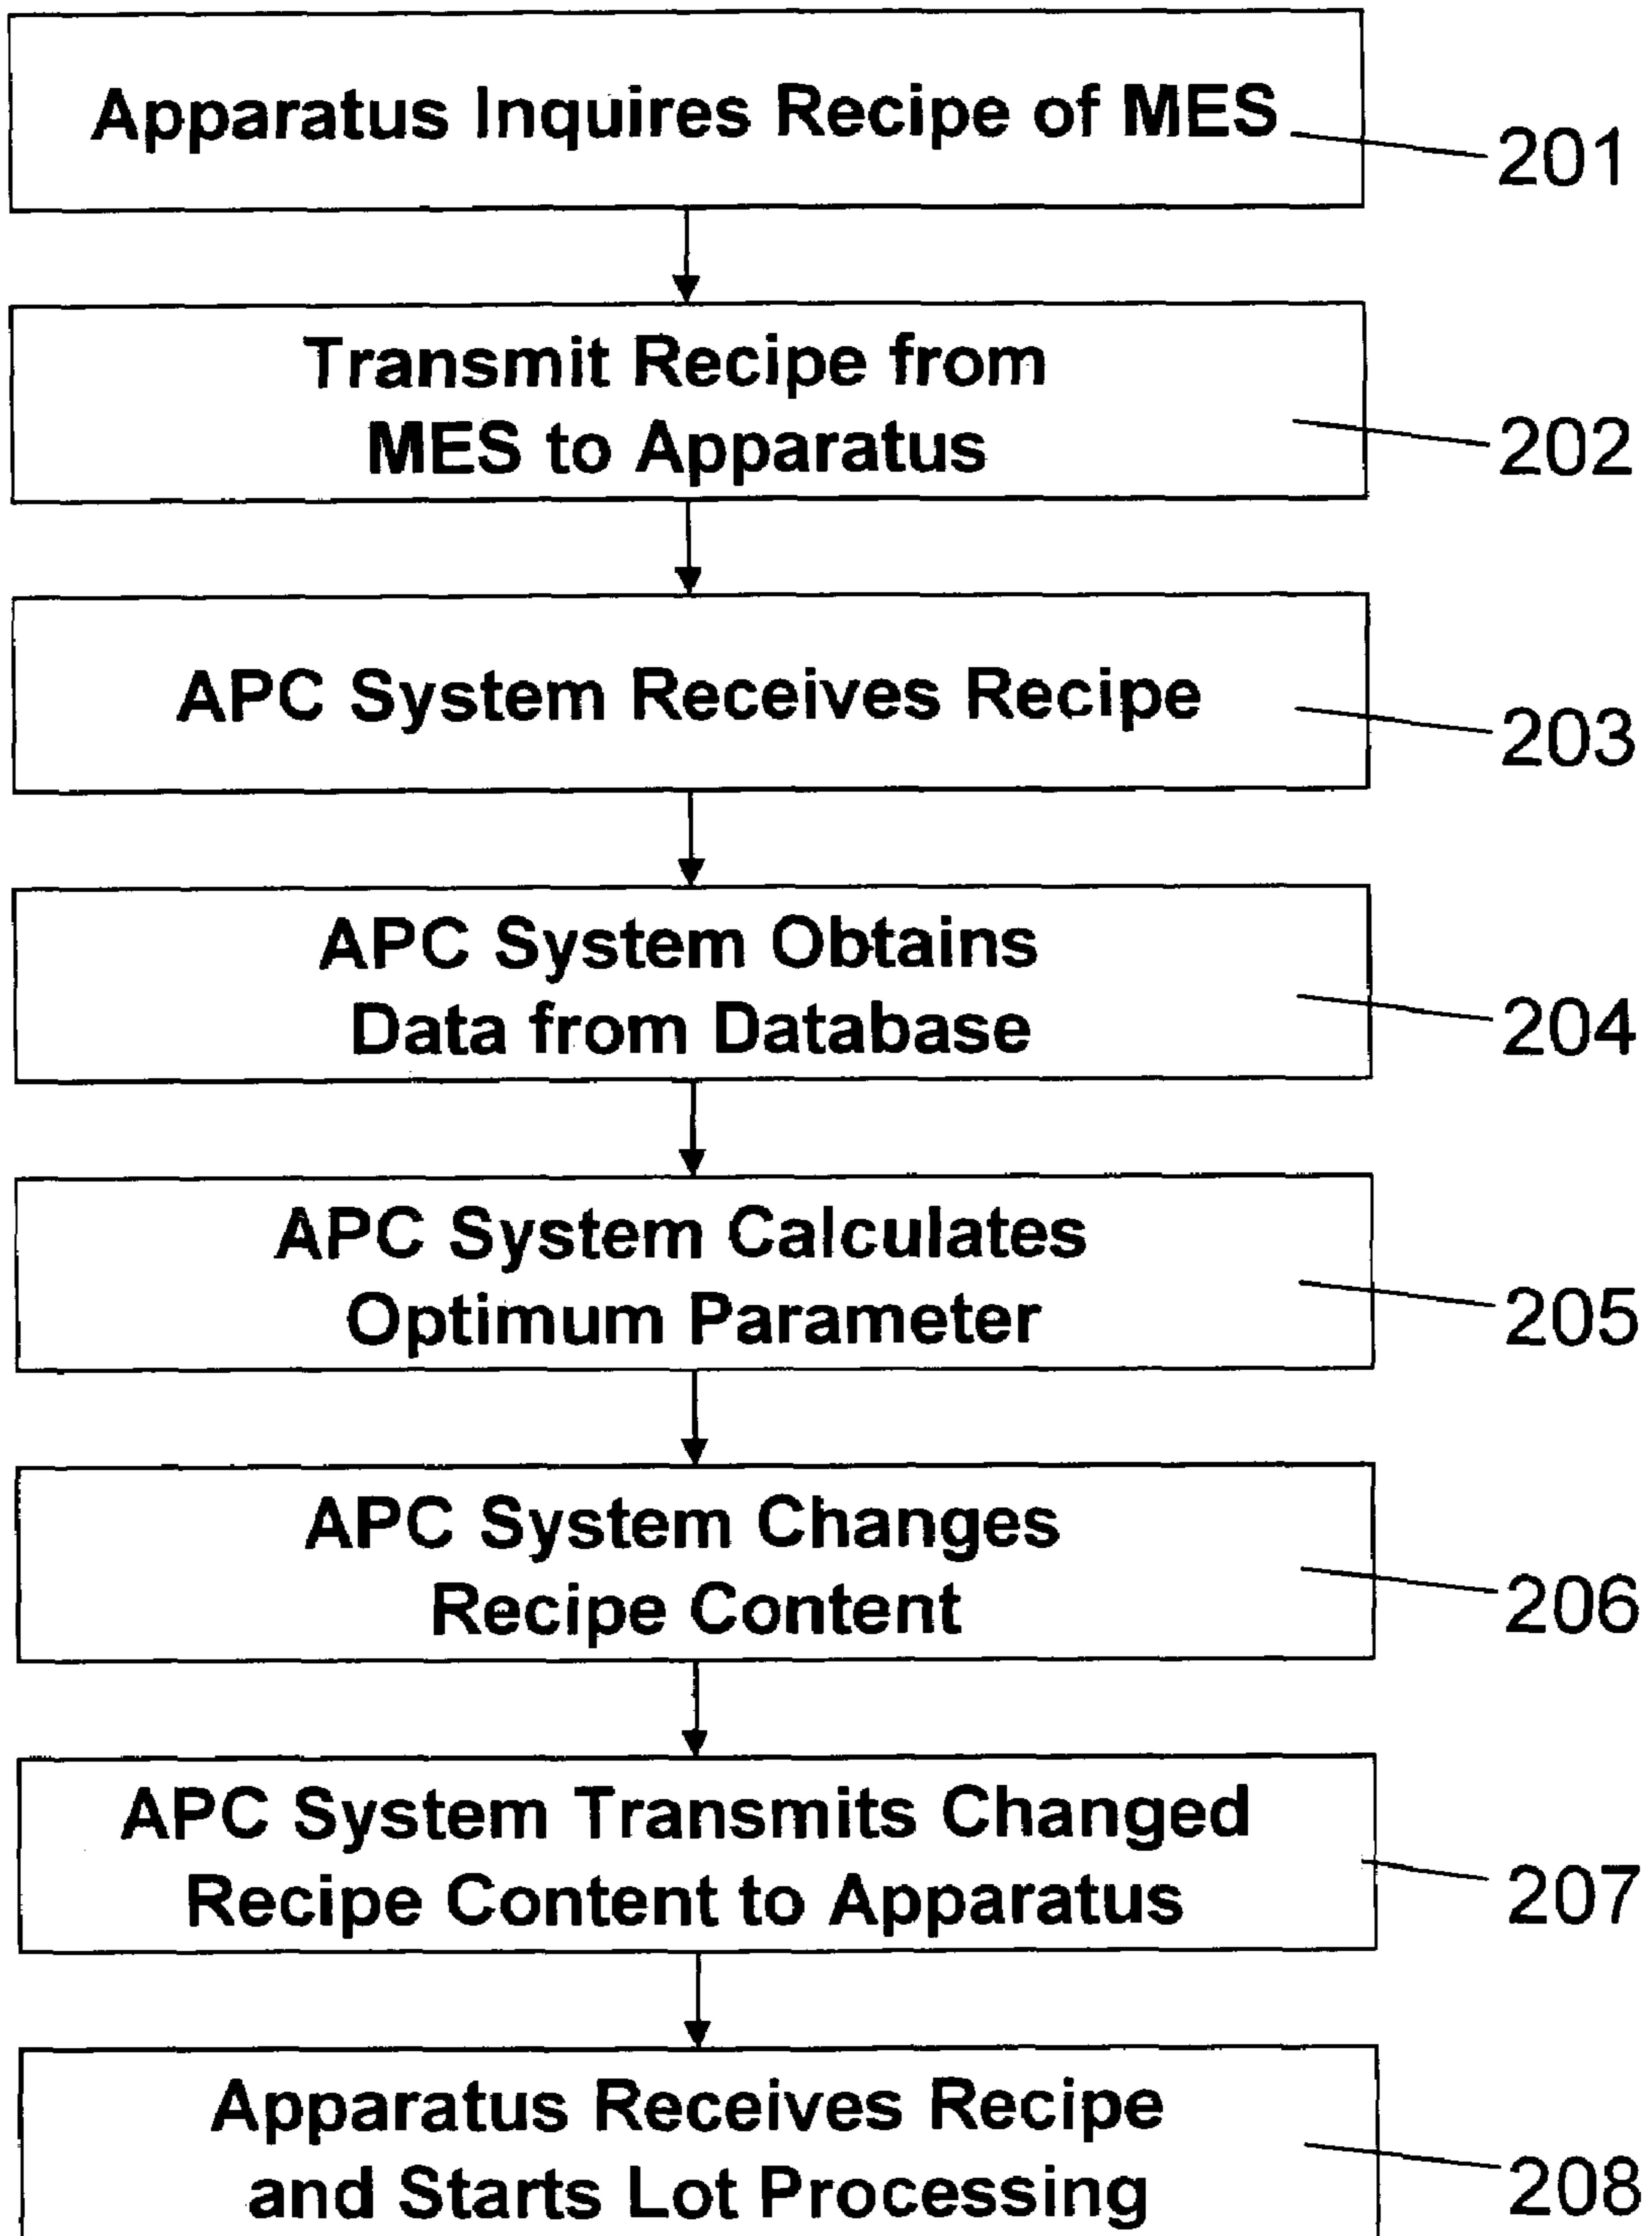 Apparatus Inquires Recipe of MES
201
Transmit Recipe from
MES to Apparatus
202
APC System Receives Recipe
203
APC System Obtains
Data from Database
204
APC System Calculates
Optimum Parameter
205
APC System Changes
Recipe Content
206
APC System Transmits Changed
Recipe Content to Apparatus
207
Apparatus Receives Recipe
and Starts Lot Processing
208